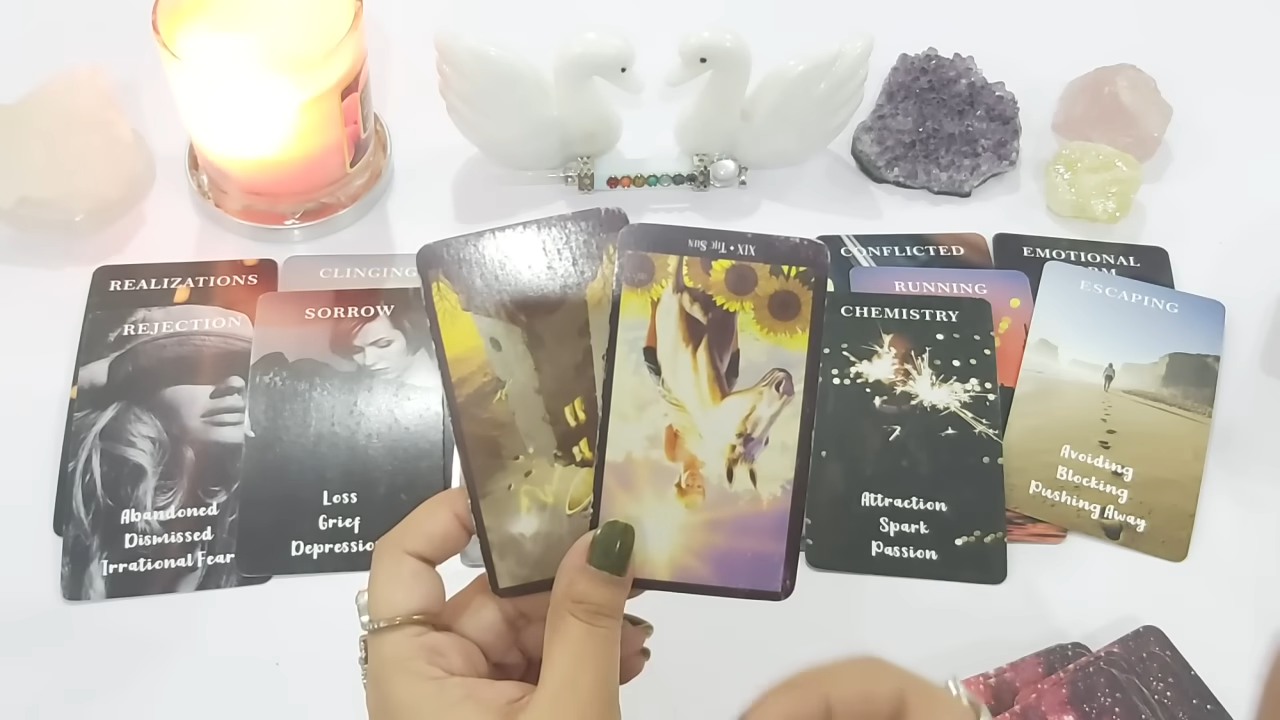 REALIZATIONS
CLINGING
REJECTION
Abandoned
Dismissed
Irrational Fear
SORROW
Loss
Grief
XIX • The Sun
CONFLICTED
RUNNING
CHEMISTRY
Attraction
Spark
Passion
EMOTIONAL
ESCAPING
Avoiding
Blocking
Pushing Away